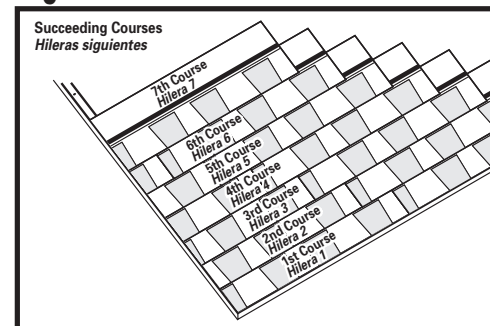 Succeeding Courses
Hileras siguientes
7th Course
Hilera 7
6th Course
Hilera 6
5th Course
Hilera 5
4th Course
Hilera 4
3rd Course
Hilera 3
2nd Course
Hilera 2
1st Course
Hilera 1